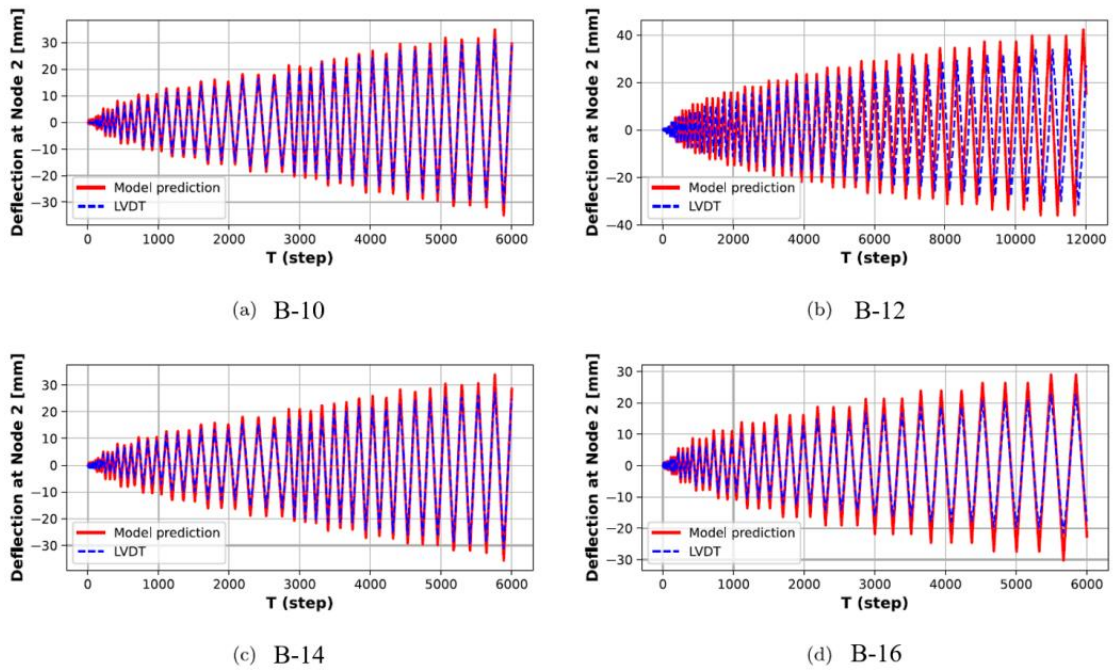 Deflection at Node 2 [mm]
30
20
10
0
−10
−20
−30
Model prediction
LVDT
0 1000 2000 3000 4000 5000 6000
T (step)
(a) B-10
Deflection at Node 2 [mm]
40
20
0
−20
−40
Model prediction
LVDT
0 2000 4000 6000 8000 10000 12000
T (step)
(b) B-12
Deflection at Node 2 [mm]
30
20
10
0
−10
−20
−30
Model prediction
LVDT
0 1000 2000 3000 4000 5000 6000
T (step)
(c) B-14
Deflection at Node 2 [mm]
30
20
10
0
−10
−20
−30
Model prediction
LVDT
0 1000 2000 3000 4000 5000 6000
T (step)
(d) B-16